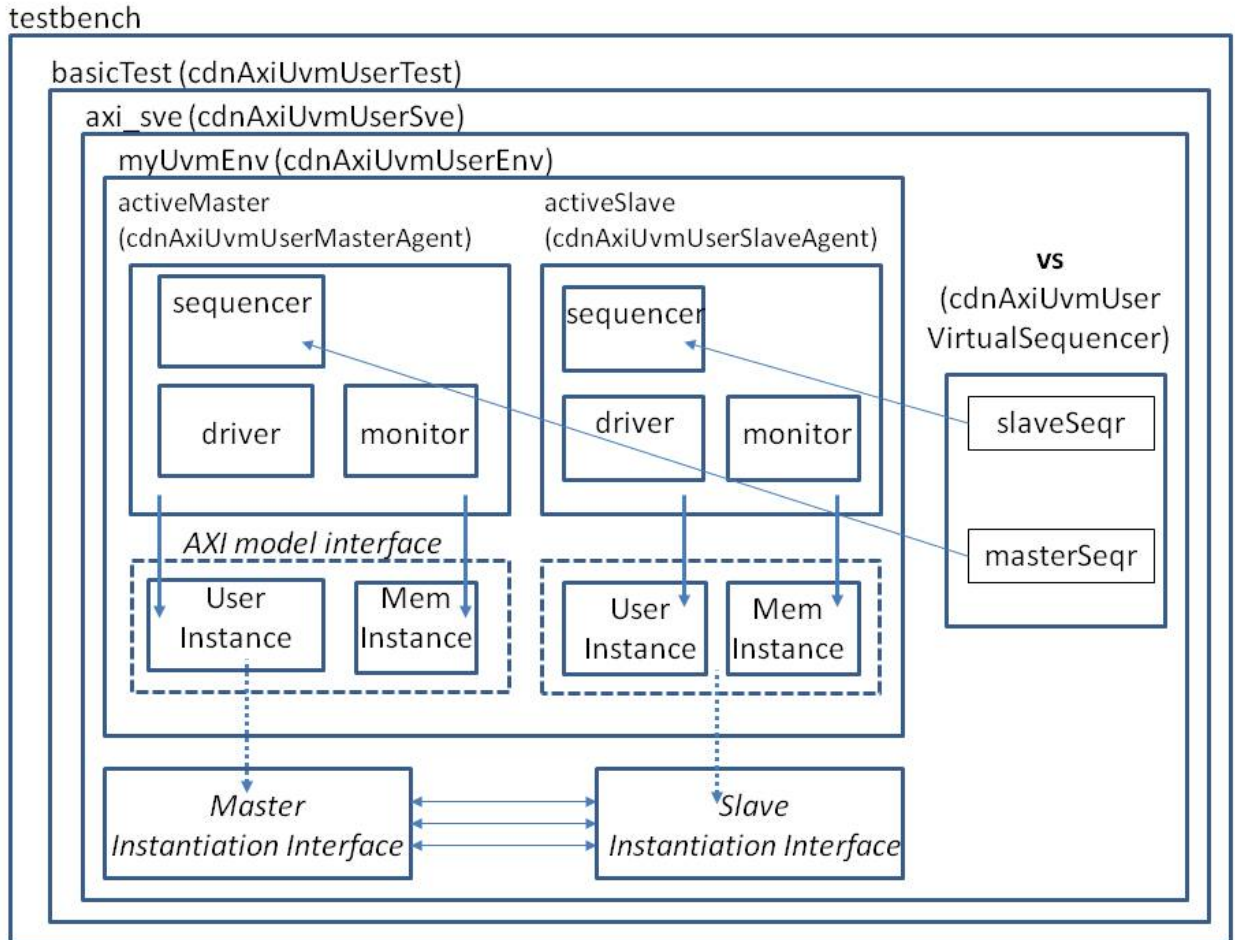 testbench
basicTest (cdnAxiUvmUserTest)
axi_sve (cdnAxiUvmUserSve)
myUvmEnv (cdnAxiUvmUserEnv)
activeMaster
(cdnAxiUvmUserMasterAgent)
sequencer
driver
monitor
activeSlave
(cdnAxiUvmUserSlaveAgent)
sequencer
driver
monitor
vs
(cdnAxiUvmUser
VirtualSequencer)
slaveSeqr
masterSeqr
AXI model interface
User
Instance
Mem
Instance
User
Instance
Mem
Instance
Master
Instantiation Interface
Slave
Instantiation Interface